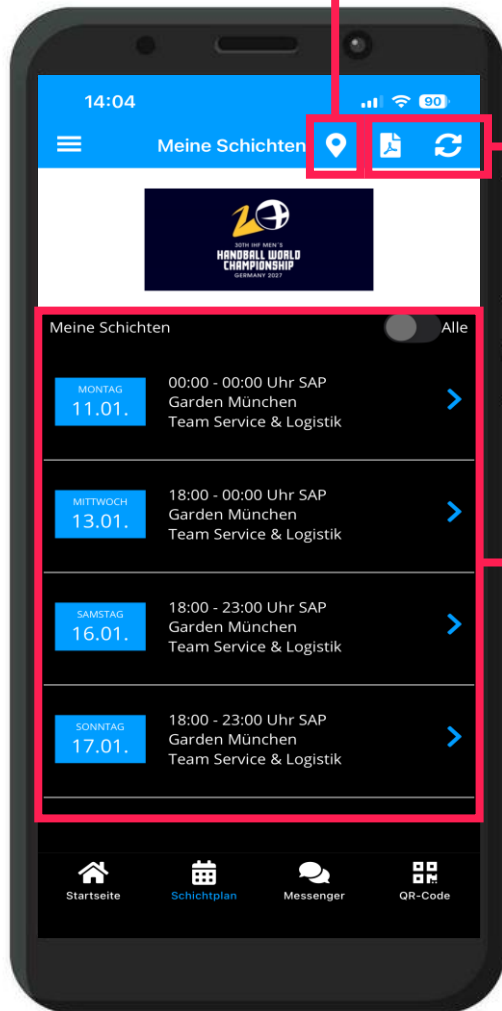 14:04
90
Meine Schichten
30TH IHF MEN'S
HANDBALL WORLD
CHAMPIONSHIP
GERMANY 2027
Meine Schichten
Alle
MONTAG
11.01.
00:00 - 00:00 Uhr SAP
Garden München
Team Service & Logistik
MITTWOCH
13.01.
18:00 - 00:00 Uhr SAP
Garden München
Team Service & Logistik
SAMSTAG
16.01.
18:00 - 23:00 Uhr SAP
Garden München
Team Service & Logistik
SONNTAG
17.01.
18:00 - 23:00 Uhr SAP
Garden München
Team Service & Logistik
Startseite
Schichtplan
Messenger
QR-Code